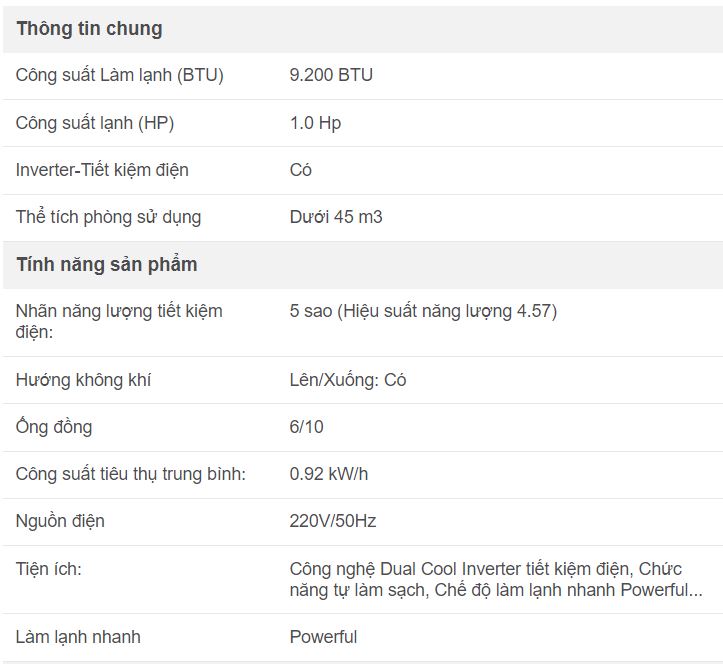 Thông tin chung
Công suất Làm lạnh (BTU) 9.200 BTU
Công suất lạnh (HP) 1.0 Hp
Inverter-Tiết kiệm điện Có
Thể tích phòng sử dụng Dưới 45 m3
Tính năng sản phẩm
Nhãn năng lượng tiết kiệm 5 sao (Hiệu suất năng lượng 4.57)
điện:
Hướng không khí Lên/Xuống: Có
Ống đồng 6/10
Công suất tiêu thụ trung bình: 0.92 kW/h
Nguồn điện 220V/50Hz
Tiện ích: Công nghệ Dual Cool Inverter tiết kiệm điện, Chức
năng tự làm sạch, Chế độ làm lạnh nhanh Powerful...
Làm lạnh nhanh Powerful